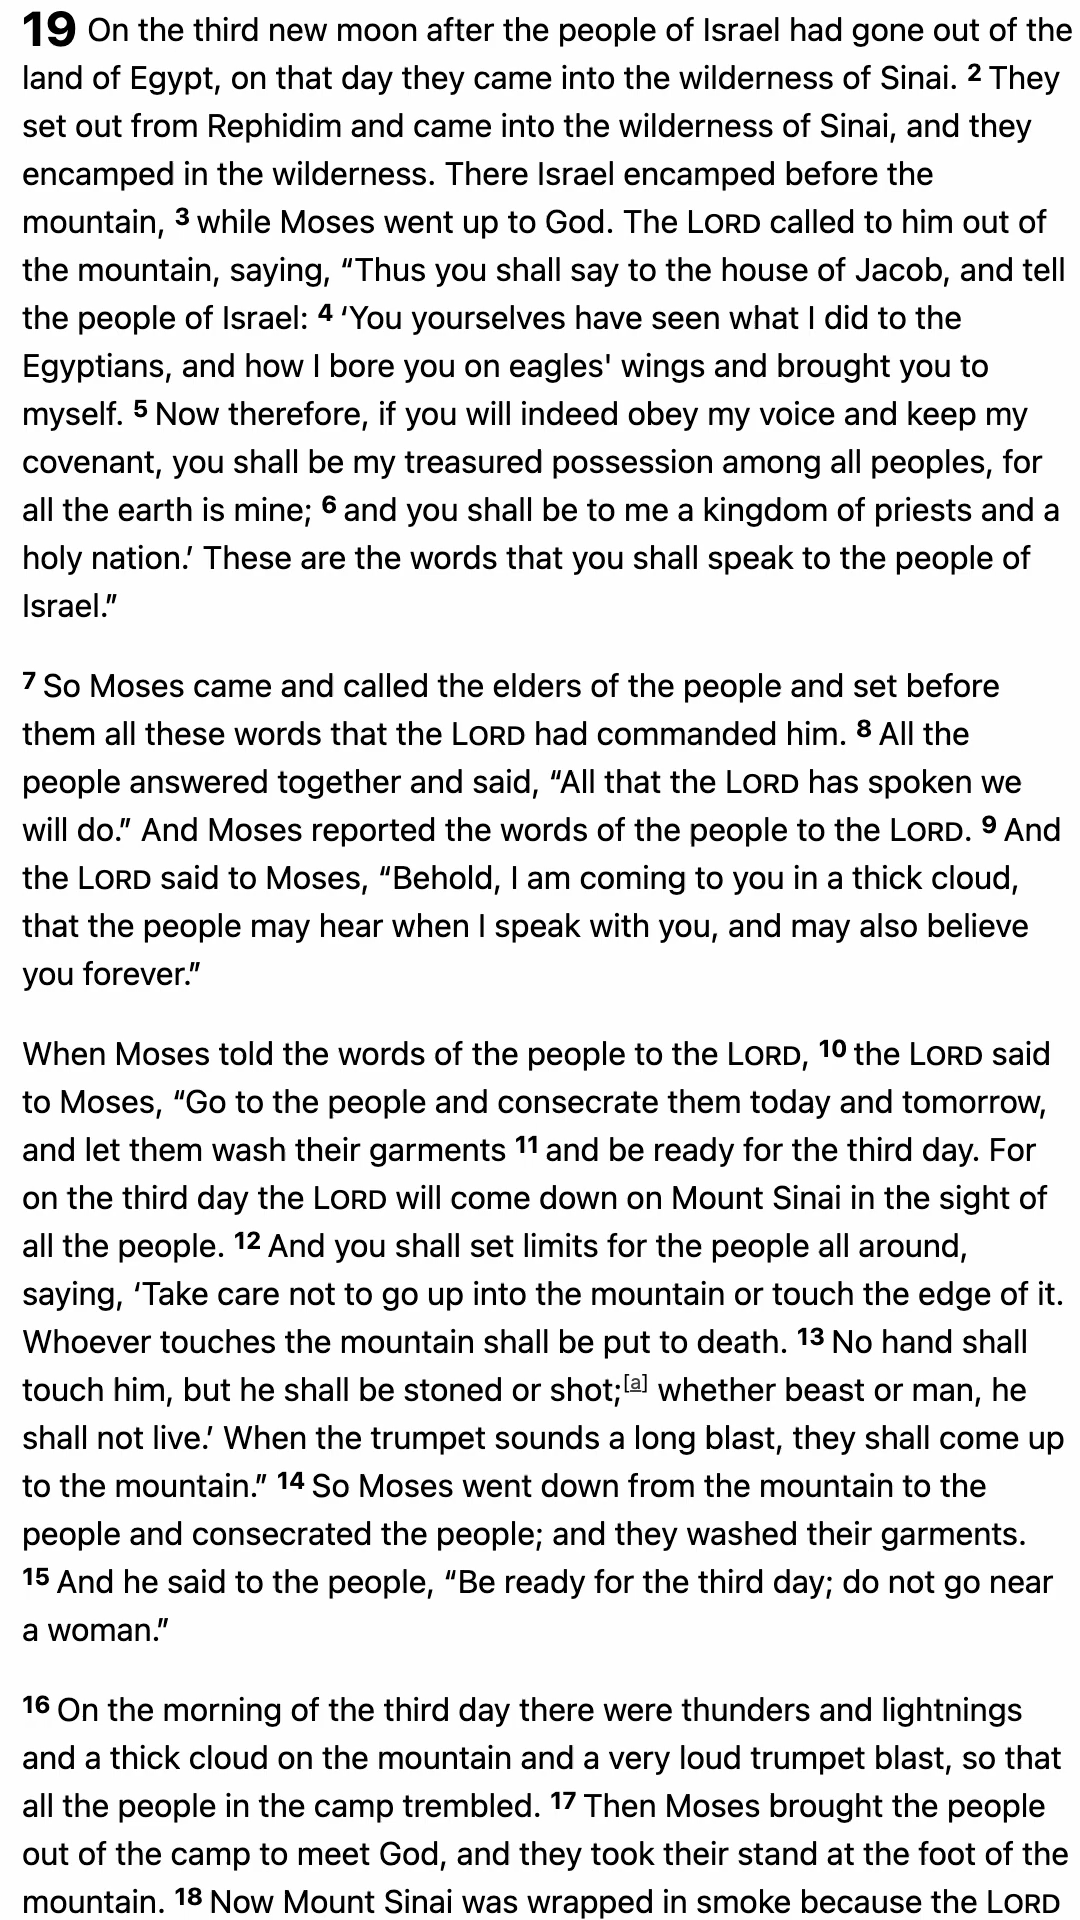 19 On the third new moon after the people of Israel had gone out of the
land of Egypt, on that day they came into the wilderness of Sinai. 2 They
set out from Rephidim and came into the wilderness of Sinai, and they
encamped in the wilderness. There Israel encamped before the
mountain, 3 while Moses went up to God. The LORD called to him out of
the mountain, saying, “Thus you shall say to the house of Jacob, and tell
the people of Israel: 4 ‘You yourselves have seen what I did to the
Egyptians, and how I bore you on eagles' wings and brought you to
myself. 5 Now therefore, if you will indeed obey my voice and keep my
covenant, you shall be my treasured possession among all peoples, for
all the earth is mine; 6 and you shall be to me a kingdom of priests and a
holy nation.’ These are the words that you shall speak to the people of
Israel.”
7 So Moses came and called the elders of the people and set before
them all these words that the LORD had commanded him. 8 All the
people answered together and said, “All that the LORD has spoken we
will do.” And Moses reported the words of the people to the LORD. 9 And
the LORD said to Moses, “Behold, I am coming to you in a thick cloud,
that the people may hear when I speak with you, and may also believe
you forever.”
When Moses told the words of the people to the LORD, 10 the LORD said
to Moses, “Go to the people and consecrate them today and tomorrow,
and let them wash their garments 11 and be ready for the third day. For
on the third day the LORD will come down on Mount Sinai in the sight of
all the people. 12 And you shall set limits for the people all around,
saying, ‘Take care not to go up into the mountain or touch the edge of it.
Whoever touches the mountain shall be put to death. 13 No hand shall
touch him, but he shall be stoned or shot;[a] whether beast or man, he
shall not live.’ When the trumpet sounds a long blast, they shall come up
to the mountain.” 14 So Moses went down from the mountain to the
people and consecrated the people; and they washed their garments.
15 And he said to the people, “Be ready for the third day; do not go near
a woman.”
16 On the morning of the third day there were thunders and lightnings
and a thick cloud on the mountain and a very loud trumpet blast, so that
all the people in the camp trembled. 17 Then Moses brought the people
out of the camp to meet God, and they took their stand at the foot of the
mountain. 18 Now Mount Sinai was wrapped in smoke because the LORD